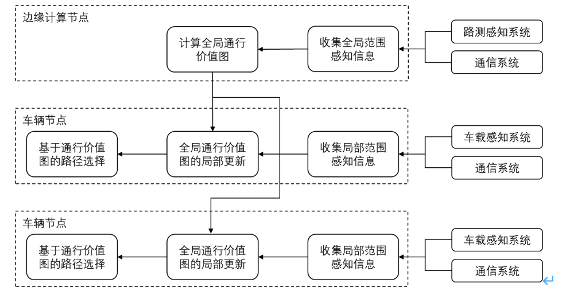 边缘计算节点
计算全局通行
价值图
收集全局范围
感知信息
路测感知系统
通信系统
车辆节点
基于通行价值
图的路径选择
全局通行价值
图的局部更新
收集局部范围
感知信息
车载感知系统
通信系统
车辆节点
基于通行价值
图的路径选择
全局通行价值
图的局部更新
收集局部范围
感知信息
车载感知系统
通信系统